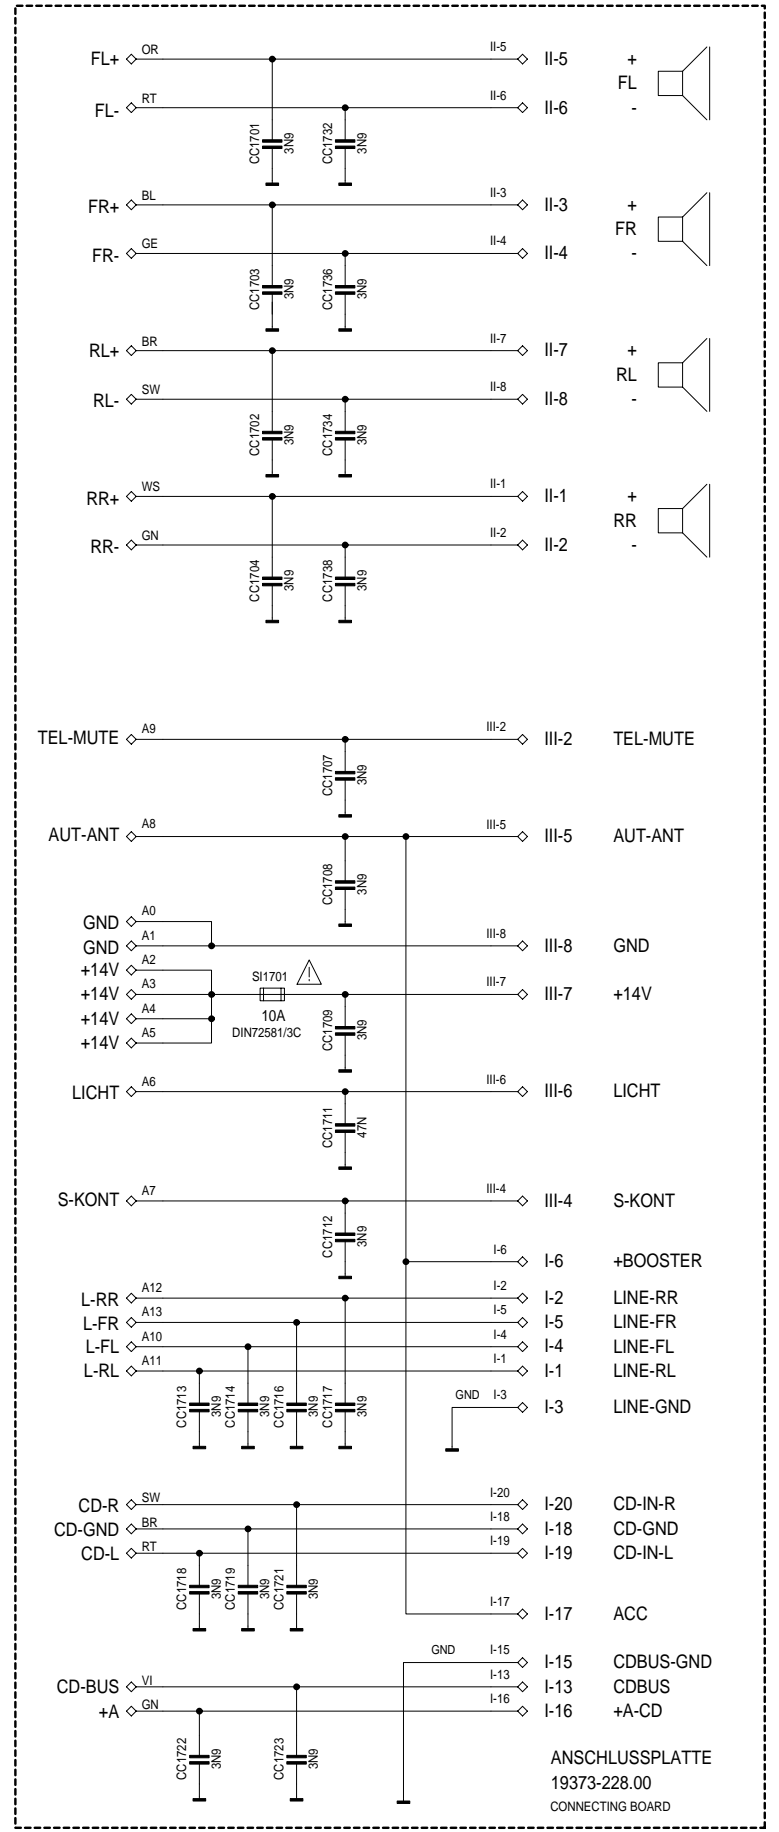 FL+ OR II-5 II-5 +
FL
FL- RT II-6 II-6 -
CC1701 3N9 CC1732 3N9
FR+ BL II-3 II-3 +
FR
FR- GE II-4 II-4 -
CC1703 3N9 CC1736 3N9
RL+ BR II-7 II-7 +
RL
RL- SW II-8 II-8 -
CC1702 3N9 CC1734 3N9
RR+ WS II-1 II-1 +
RR
RR- GN II-2 II-2 -
CC1704 3N9 CC1738 3N9
TEL-MUTE A9 III-2 III-2 TEL-MUTE
CC1707 3N9
AUT-ANT A8 III-5 III-5 AUT-ANT
CC1708 3N9
GND A0
GND A1 III-8 III-8 GND
+14V A2
SI1701
+14V A3 III-7 III-7 +14V
+14V A4 10A
DIN72581/3C
+14V A5
CC1709 3N9
LICHT A6 III-6 III-6 LICHT
CC1711 47N
S-KONT A7 III-4 III-4 S-KONT
CC1712 3N9
I-6 I-6 +BOOSTER
L-RR A12 I-2 I-2 LINE-RR
L-FR A13 I-5 I-5 LINE-FR
L-FL A10 I-4 I-4 LINE-FL
L-RL A11 I-1 I-1 LINE-RL
CC1713 3N9 CC1714 3N9 CC1716 3N9 CC1717 3N9
GND I-3 I-3 LINE-GND
CD-R SW I-20 I-20 CD-IN-R
CD-GND BR I-18 I-18 CD-GND
CD-L RT I-19 I-19 CD-IN-L
CC1718 3N9 CC1719 3N9 CC1721 3N9
I-17 I-17 ACC
GND I-15 I-15 CDBUS-GND
CD-BUS VI I-13 I-13 CDBUS
+A GN I-16 I-16 +A-CD
CC1722 3N9 CC1723 3N9
ANSCHLUSSPLATTE
19373-228.00
CONNECTING BOARD